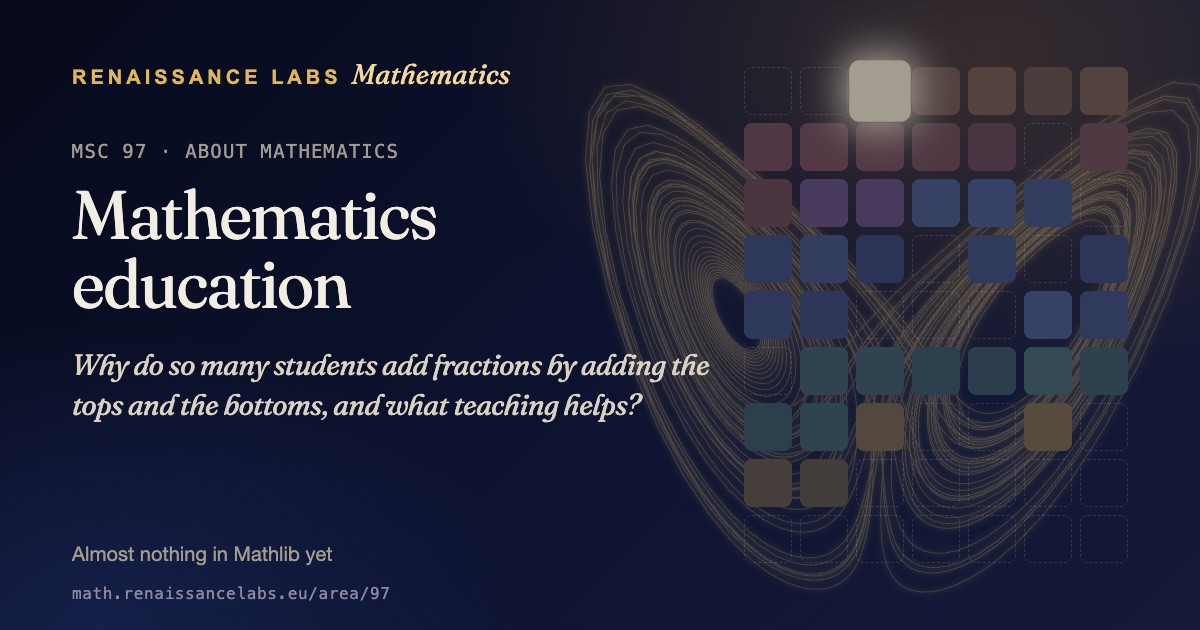 RENAISSANCE LABS Mathematics
MSC 97 · ABOUT MATHEMATICS
Mathematics
education
Why do so many students add fractions by adding the
tops and the bottoms, and what teaching helps?
Almost nothing in Mathlib yet
math.renaissancelabs.eu/area/97